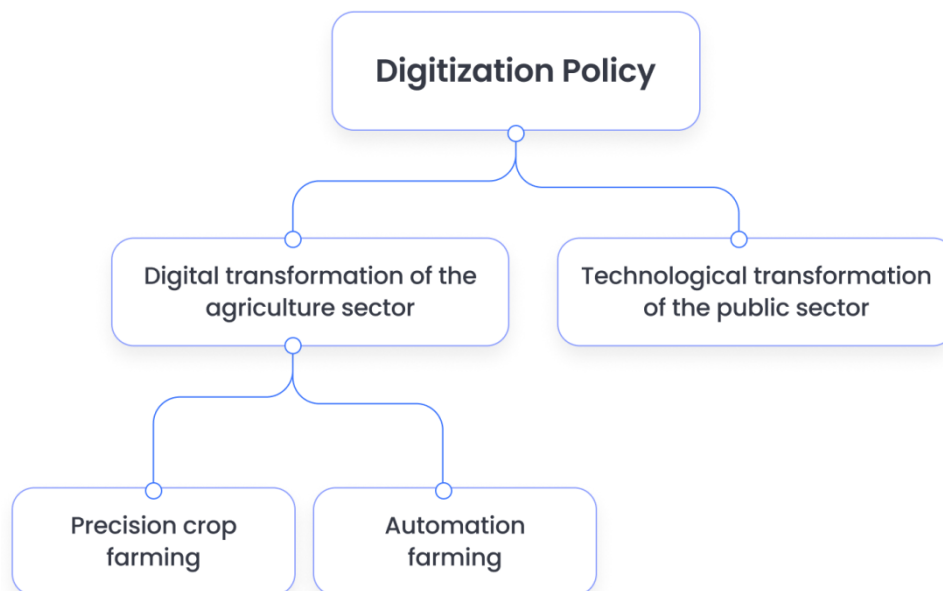 Digitization Policy
Digital transformation of the
agriculture sector
Technological transformation
of the public sector
Precision crop
farming
Automation
farming